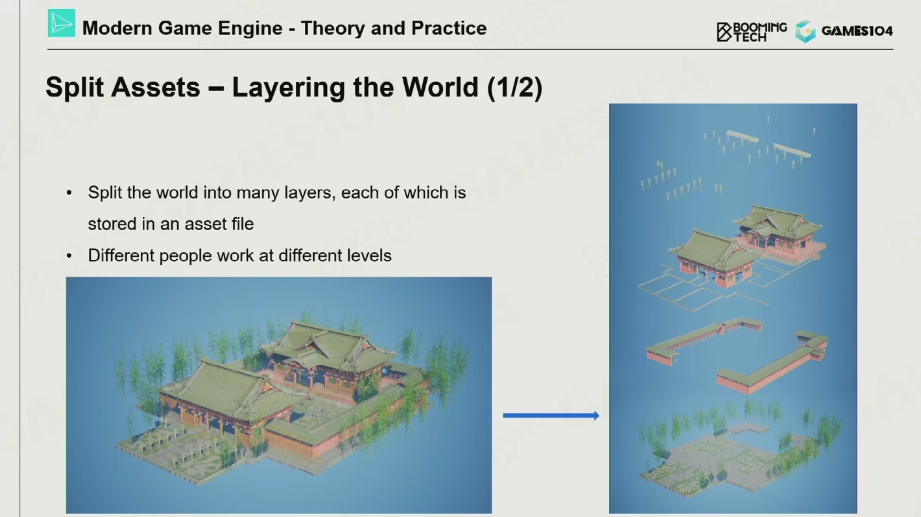 Modern Game Engine - Theory and Practice
BOOMING
TECH
GAMES104
Split Assets – Layering the World (1/2)
• Split the world into many layers, each of which is
stored in an asset file
• Different people work at different levels